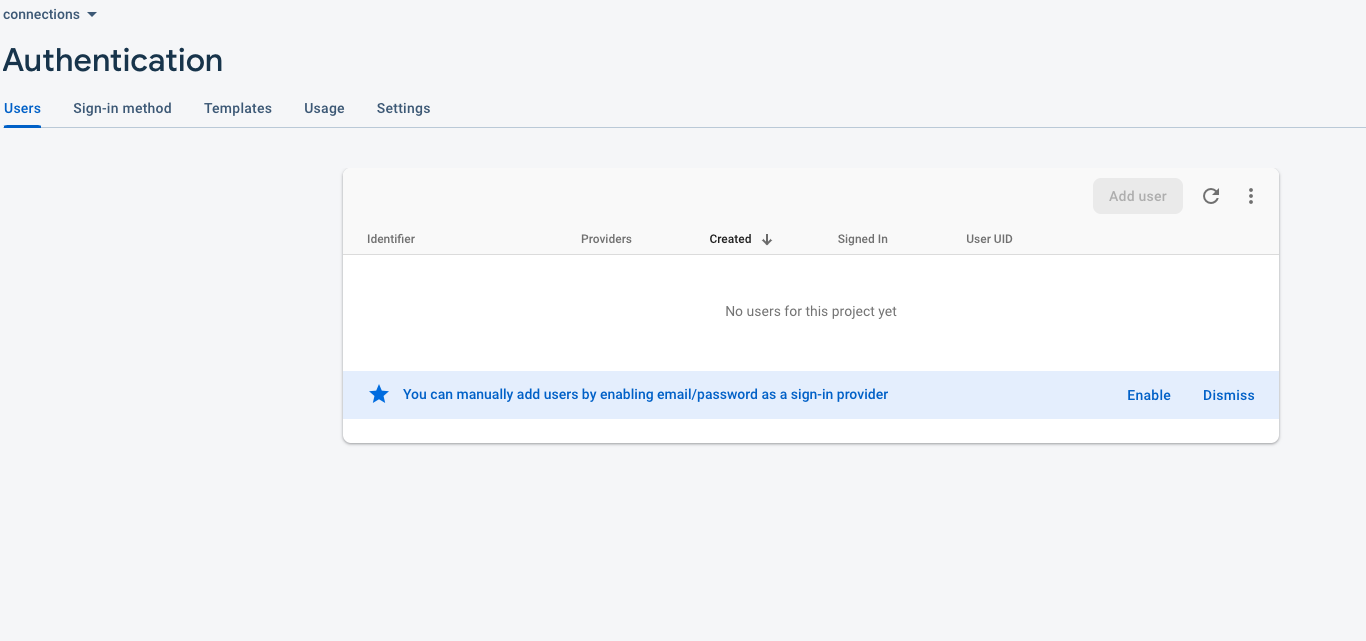 connections
Authentication
Users Sign-in method Templates Usage Settings
Add user
Identifier Providers Created Signed In User UID
No users for this project yet
You can manually add users by enabling email/password as a sign-in provider Enable Dismiss